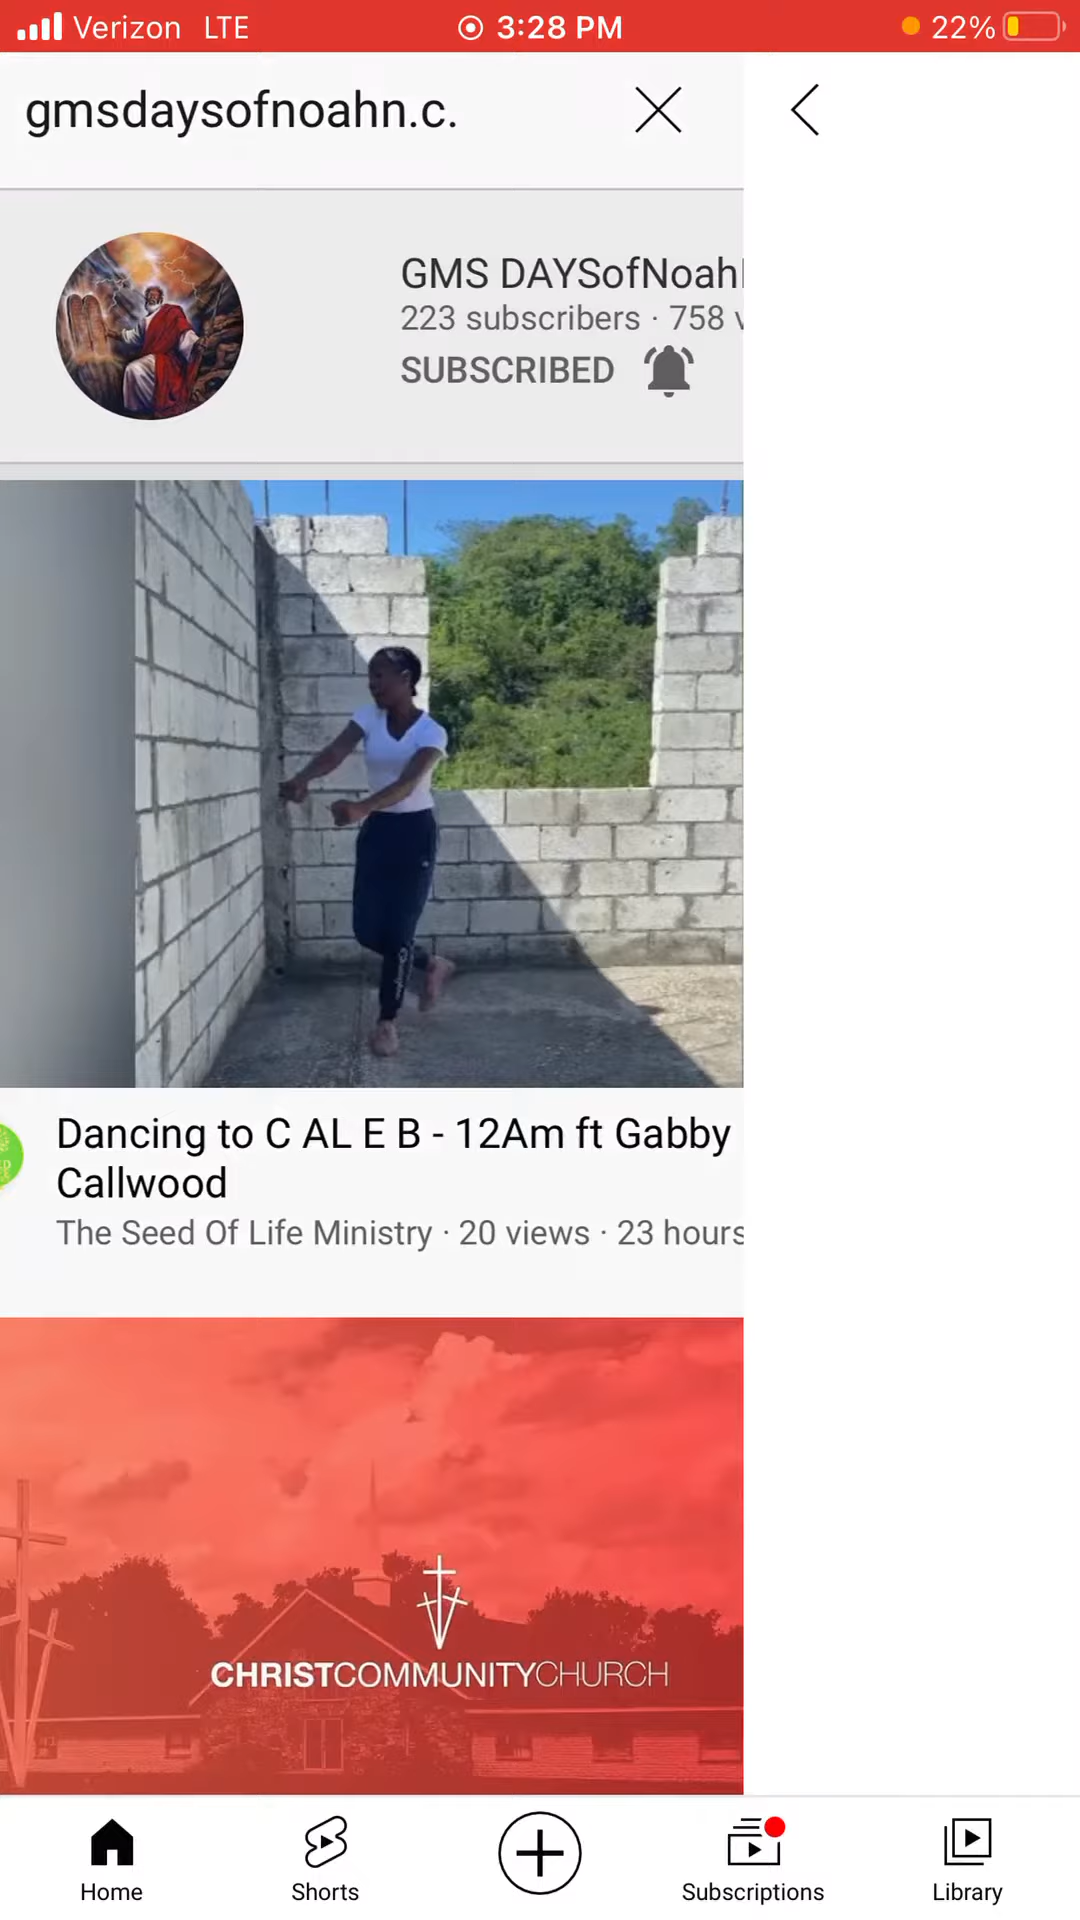 Verizon LTE 3:28 PM 22%
gmsdaysofnoahn.c.
GMS DAYSofNoah
223 subscribers · 758
SUBSCRIBED
Dancing to C AL E B - 12Am ft Gabby
Callwood
The Seed Of Life Ministry · 20 views · 23 hours
CHRISTCOMMUNITYCHURCH
Home Shorts Subscriptions Library